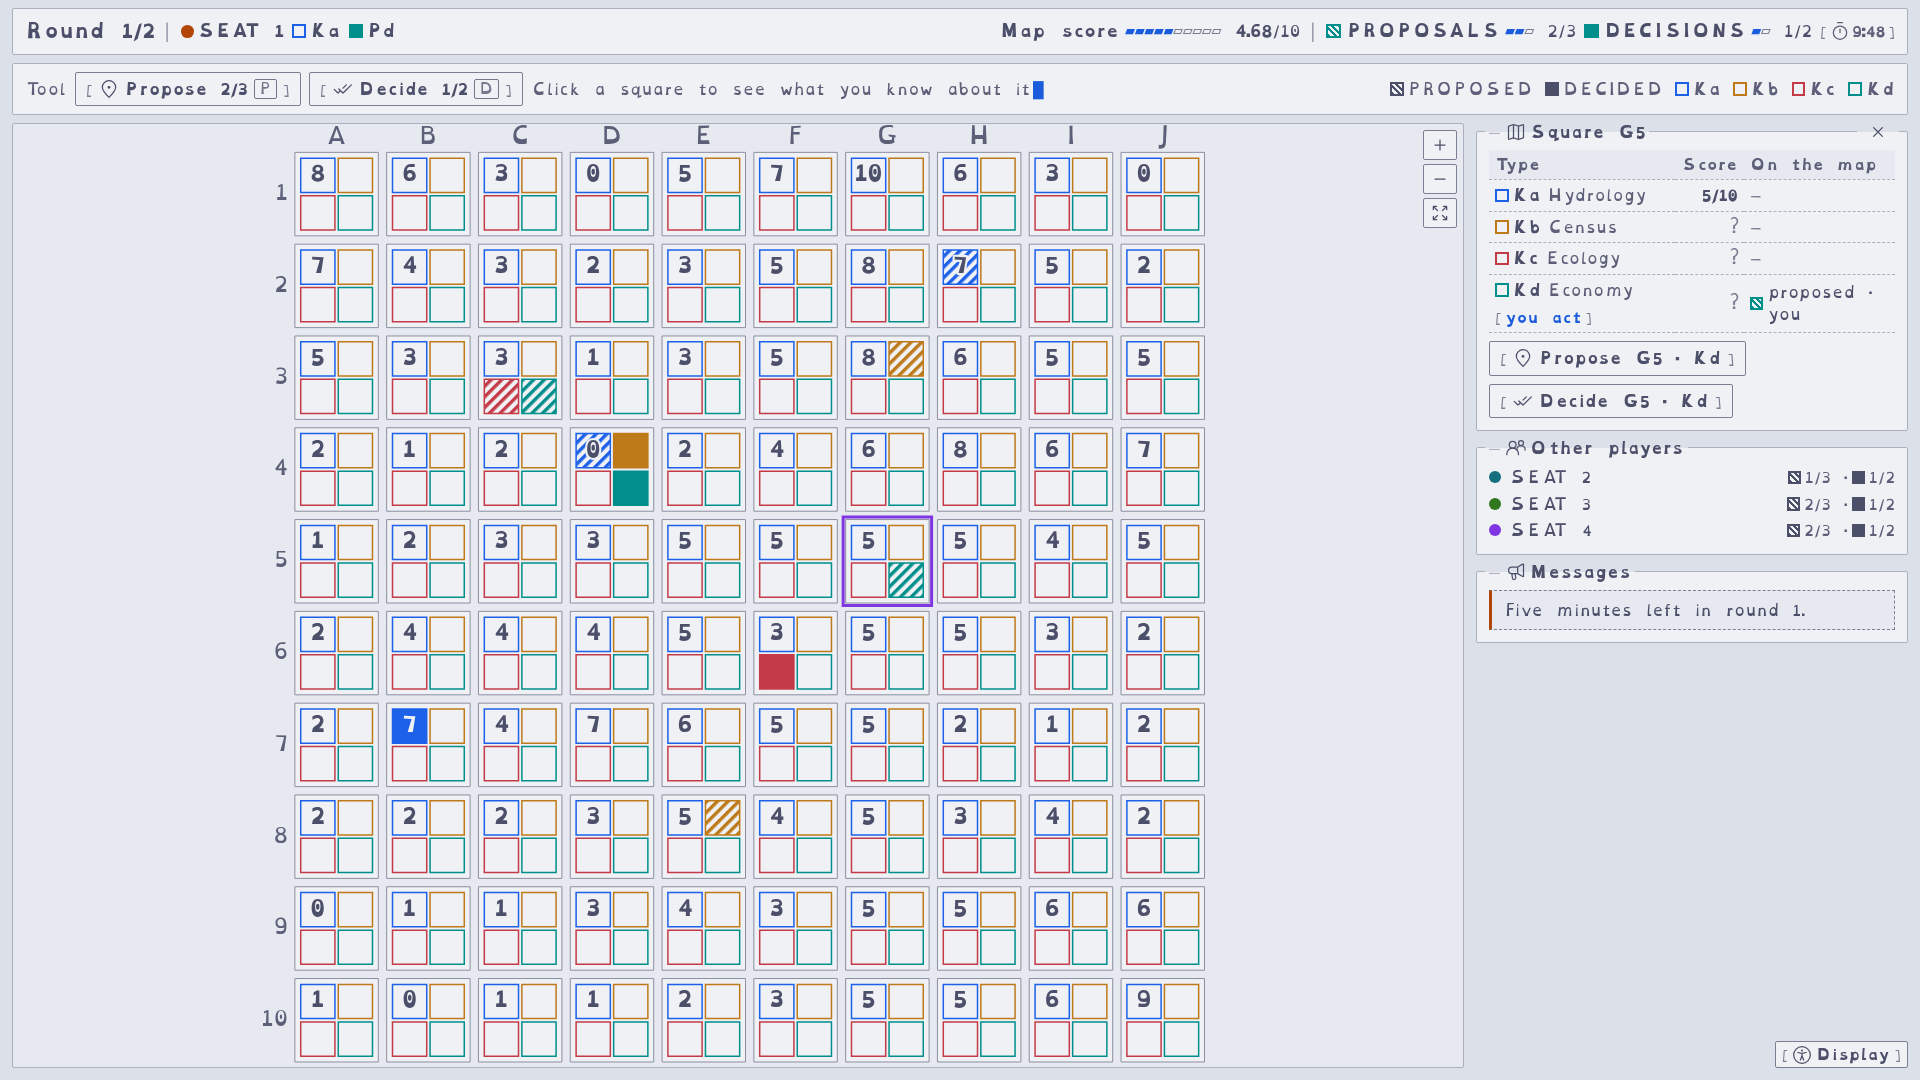 Round 1/2 | SEAT 1 Ka Pd
Map score 4.68/10 | PROPOSALS 2/3 DECISIONS 1/2 [ 9:48 ]
Tool [ Propose 2/3 P ] [ Decide 1/2 D ] Click a square to see what you know about it
PROPOSED DECIDED Ka Kb Kc Kd
A B C D E F G H I J
1 8 6 3 0 5 7 10 6 3 0
2 7 4 3 2 3 5 8 7 5 2
3 5 3 3 1 3 5 8 6 5 5
4 2 1 2 0 2 4 6 8 6 7
5 1 2 3 3 5 5 5 5 4 5
6 2 4 4 4 5 3 5 5 3 2
7 2 7 4 7 6 5 5 2 1 2
8 2 2 2 3 5 4 5 3 4 2
9 0 1 1 3 4 3 5 5 6 6
10 1 0 1 1 2 3 5 5 6 9
+
−
Square G5 ×
Type Score On the map
Ka Hydrology 5/10 –
Kb Census ? –
Kc Ecology ? –
Kd Economy [you act] ? proposed · you
[ Propose G5 · Kd ]
[ Decide G5 · Kd ]
Other players
SEAT 2 1/3 · 1/2
SEAT 3 2/3 · 1/2
SEAT 4 2/3 · 1/2
Messages
Five minutes left in round 1.
[ Display ]